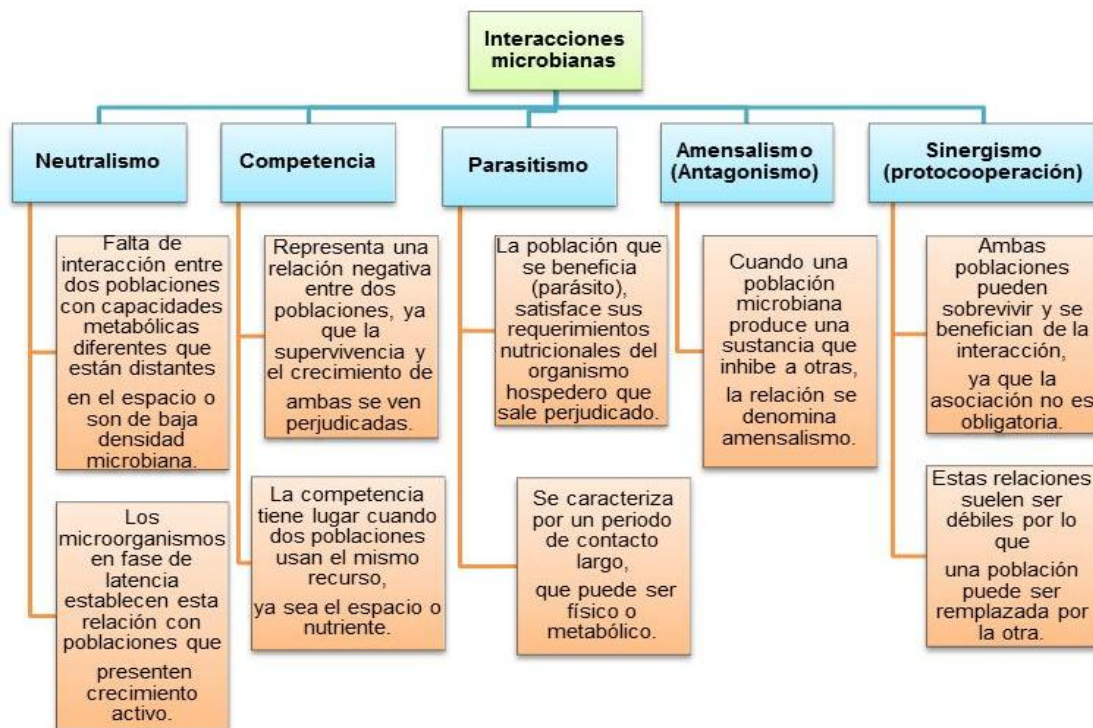 Interacciones
microbianas
Neutralismo
Falta de
interacción entre
dos poblaciones
con capacidades
metabólicas
diferentes que
están distantes
en el espacio o
son de baja
densidad
microbiana.
Los
microorganismos
en fase de
latencia
establecen esta
relación con
poblaciones que
presenten
crecimiento
activo.
Competencia
Representa una
relación negativa
entre dos
poblaciones, ya
que la
supervivencia y
el crecimiento de
ambas se ven
perjudicadas.
La competencia
tiene lugar cuando
dos poblaciones
usan el mismo
recurso,
ya sea el espacio o
nutriente.
Parasitismo
La población que
se beneficia
(parásito),
satisface sus
requerimientos
nutricionales del
organismo
hospedero que
sale perjudicado.
Se caracteriza
por un periodo
de contacto
largo,
que puede ser
físico o
metabólico.
Amensalismo
(Antagonismo)
Cuando una
población
microbiana
produce una
sustancia que
inhibe a otras,
la relación se
denomina
amensalismo.
Sinergismo
(protocooperación)
Ambas
poblaciones
pueden
sobrevivir y se
benefician de la
interacción,
ya que la
asociación no es
obligatoria.
Estas relaciones
suelen ser
débiles por lo
que
una población
puede ser
remplazada por
la otra.